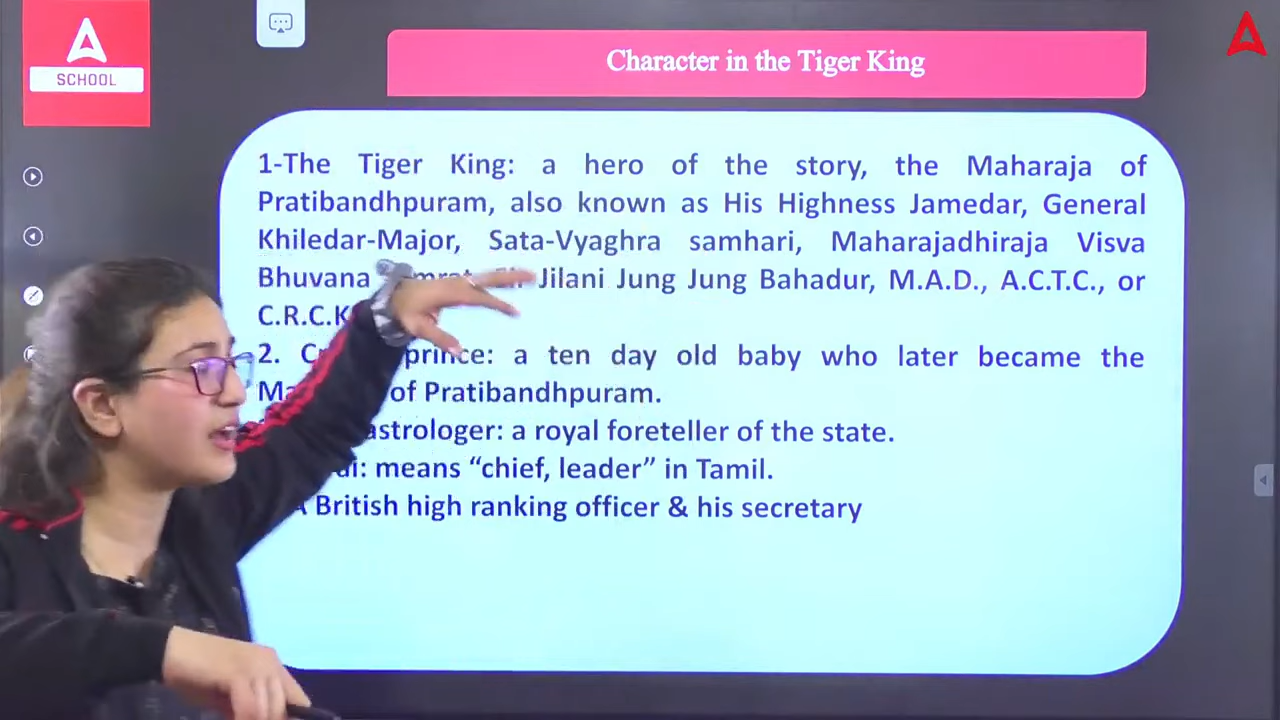 SCHOOL
Character in the Tiger King
1-The Tiger King: a hero of the story, the Maharaja of
Pratibandhpuram, also known as His Highness Jamedar, General
Khiledar-Major, Sata-Vyaghra samhari, Maharajadhiraja Visva
Bhuvana Jilani Jung Jung Bahadur, M.A.D., A.C.T.C., or
C.R.C.K
2. prince: a ten day old baby who later became the
of Pratibandhpuram.
astrologer: a royal foreteller of the state.
means “chief, leader” in Tamil.
British high ranking officer & his secretary